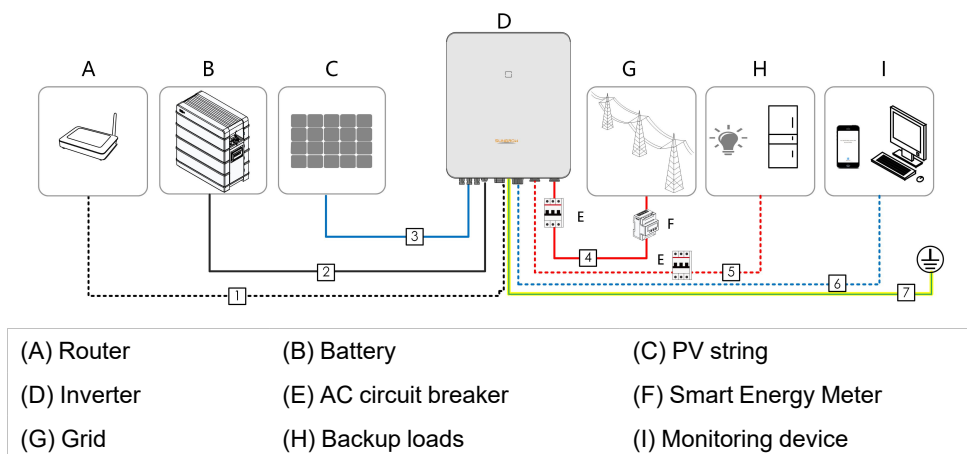 D
A B C G H I
E
F
3
4 E
2 5
6
1 7
(A) Router (B) Battery (C) PV string
(D) Inverter (E) AC circuit breaker (F) Smart Energy Meter
(G) Grid (H) Backup loads (I) Monitoring device